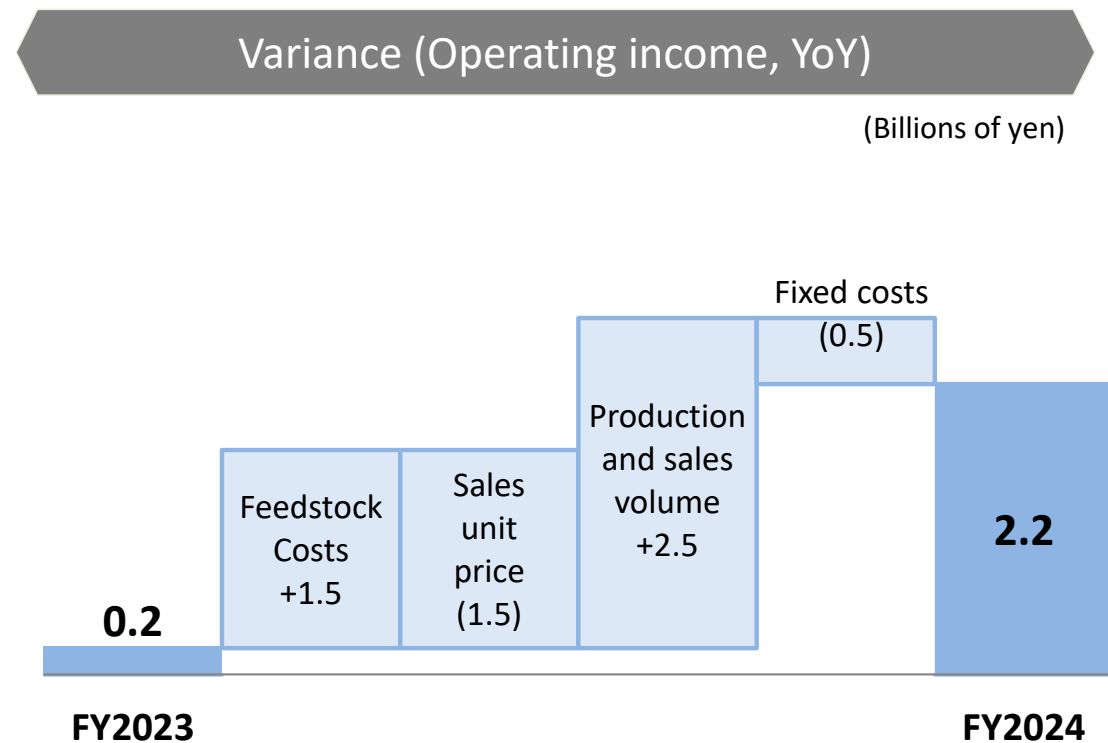 Variance (Operating income, YoY)
(Billions of yen)
0.2
Feedstock
Costs
+1.5
Sales
unit
price
(1.5)
Production
and sales
volume
+2.5
Fixed costs
(0.5)
2.2
FY2023
FY2024